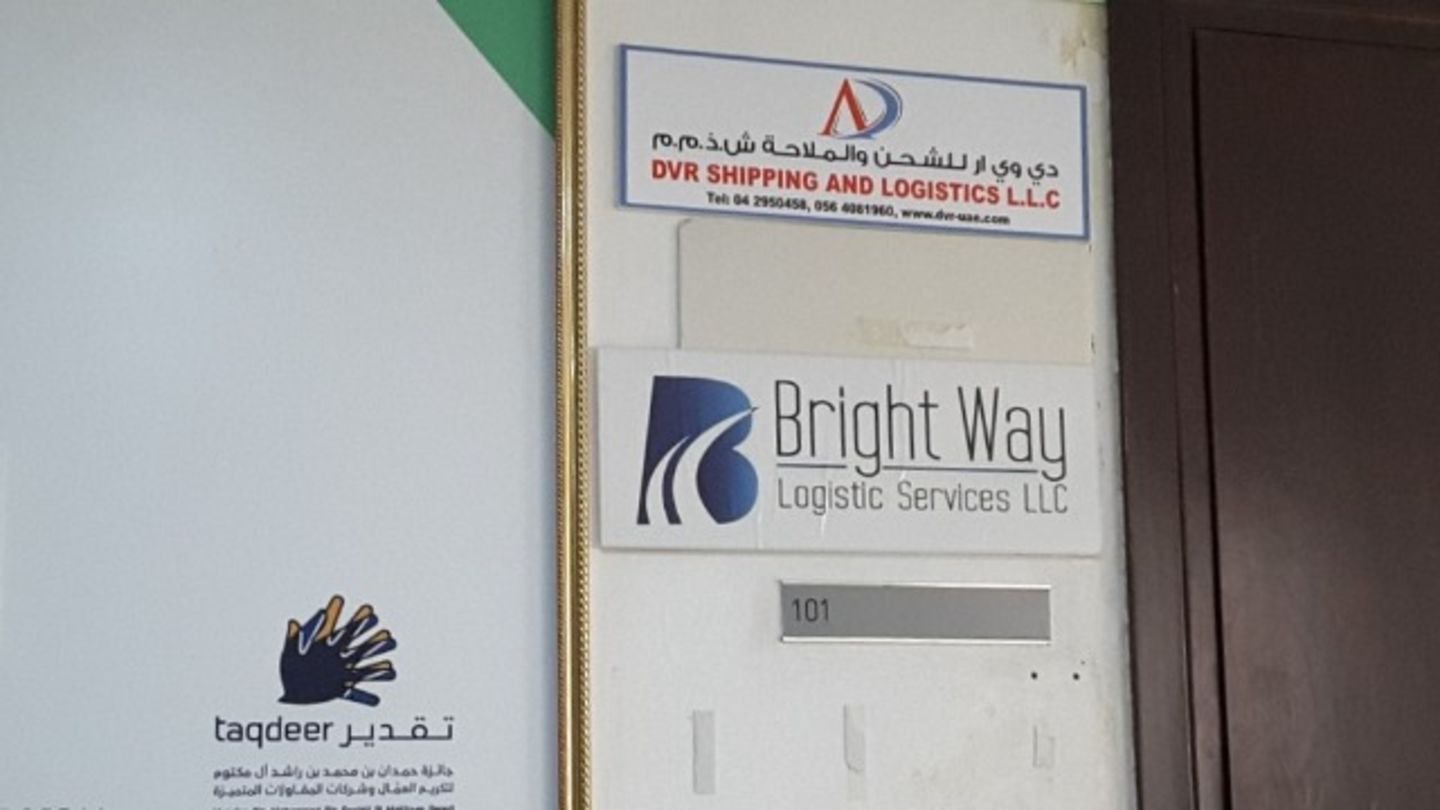 دي وي ار للشحن والملاحة ش.ذ.م.م
DVR SHIPPING AND LOGISTICS L.L.C
Tel: 04 2950458, 056 4081960, www.dvr-uae.com
Bright Way
Logistic Services LLC
101
taqdeer تقدير
جائزة حمدان بن محمد بن راشد آل مكتوم
لتكريم العمال وشركات المقاولات المتميزة